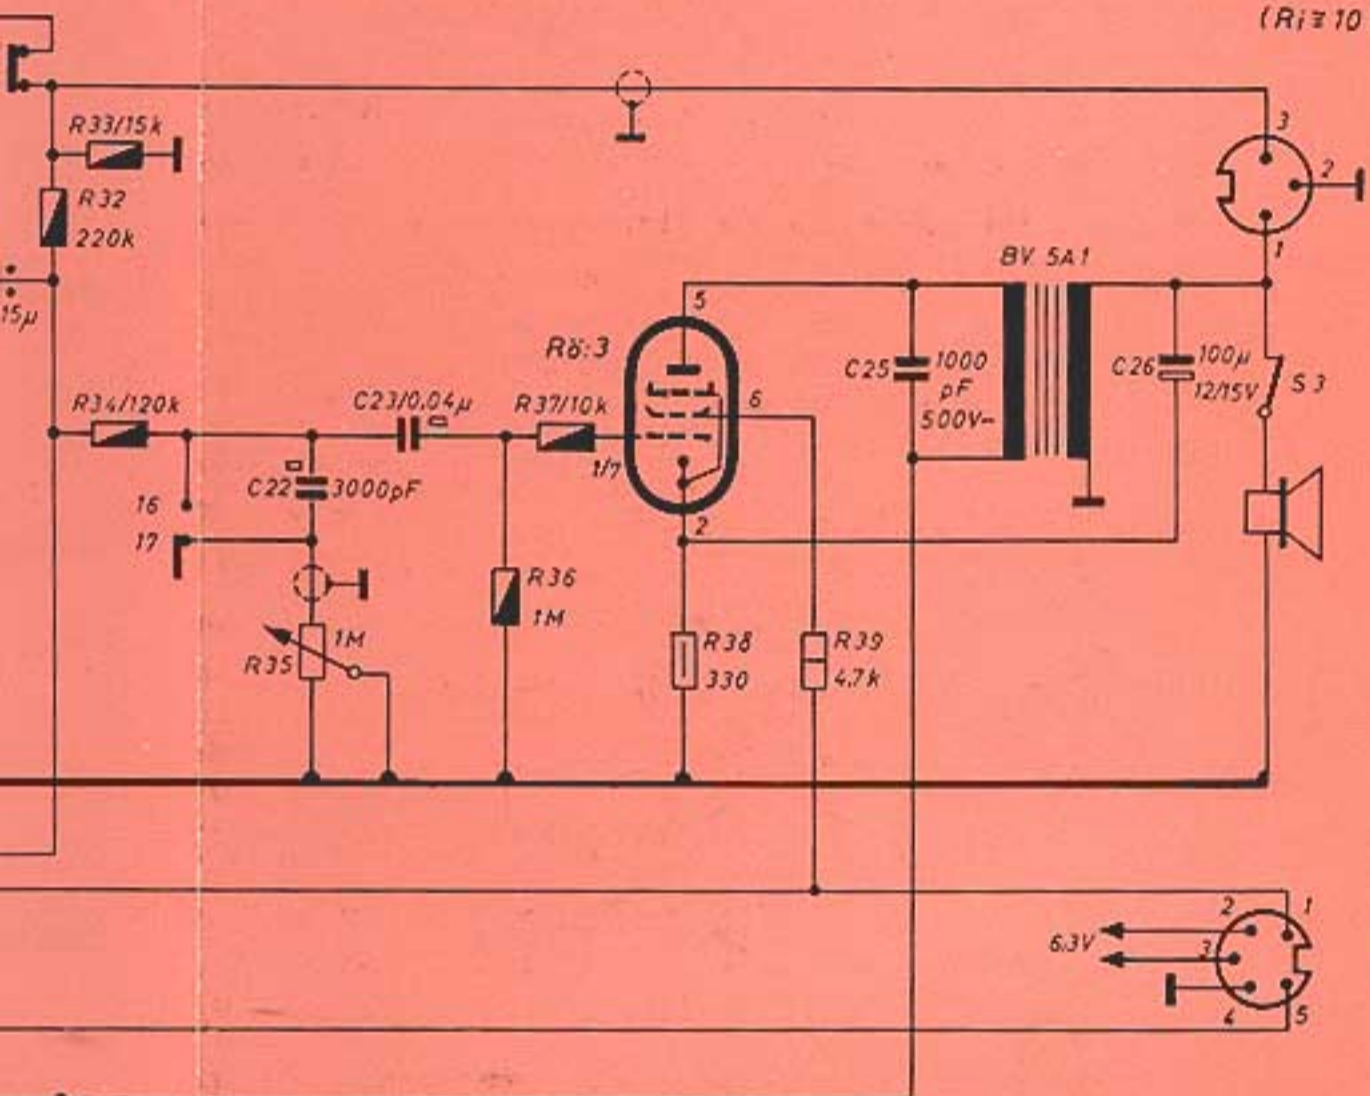 (Ri≅10
3
R33/15k
2
R32
220k
1
BV. 5A1
15µ
5
Rö:3
C25
1000
pF
500V~
C26
100µ
12/15V
S3
R34/120k
C23/0,04µ
R37/10k
6
1/7
C22
3000pF
16
17
2
R36
1M
1M
R35
R38
330
R39
4,7k
2
1
6,3V
3
4
5